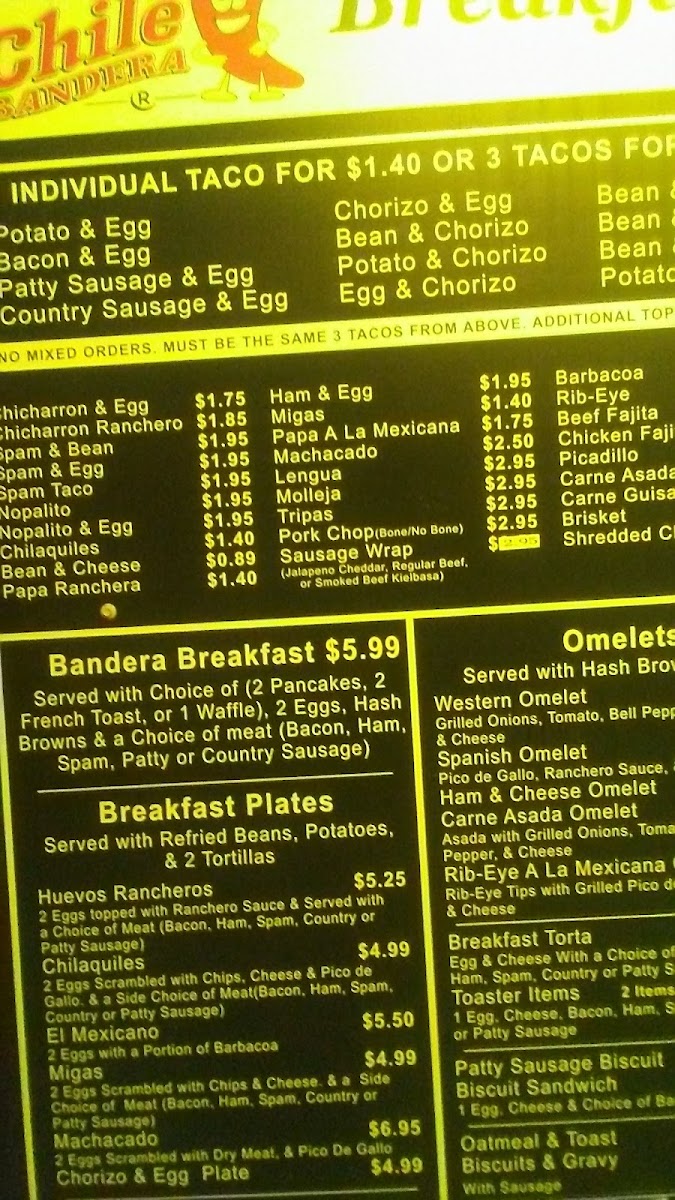 Chile
BANDERA
®
INDIVIDUAL TACO FOR $1.40 OR 3 TACOS FOR
Potato & Egg
Bacon & Egg
Patty Sausage & Egg
Country Sausage & Egg
Chorizo & Egg
Bean & Chorizo
Potato & Chorizo
Egg & Chorizo
Bean &
Bean &
Bean
Potato
NO MIXED ORDERS. MUST BE THE SAME 3 TACOS FROM ABOVE. ADDITIONAL TOP
Chicharron & Egg $1.75
Chicharron Ranchero $1.85
Spam & Bean $1.95
Spam & Egg $1.95
Spam Taco $1.95
Nopalito $1.95
Nopalito & Egg $1.95
Chilaquiles $1.40
Bean & Cheese $0.89
Papa Ranchera $1.40
Ham & Egg $1.95
Migas $1.40
Papa A La Mexicana $1.75
Machacado $2.50
Lengua $2.95
Molleja $2.95
Tripas $2.95
Pork Chop(Bone/No Bone) $2.95
Sausage Wrap $2.95
(Jalapeno Cheddar, Regular Beef,
or Smoked Beef Kielbasa)
Barbacoa
Rib-Eye
Beef Fajita
Chicken Faji
Picadillo
Carne Asada
Carne Guisa
Brisket
Shredded
Bandera Breakfast $5.99
Served with Choice of (2 Pancakes, 2
French Toast, or 1 Waffle), 2 Eggs, Hash
Browns & a Choice of meat (Bacon, Ham,
Spam, Patty or Country Sausage)
Breakfast Plates
Served with Refried Beans, Potatoes,
& 2 Tortillas
Huevos Rancheros $5.25
2 Eggs topped with Ranchero Sauce & Served with
a Choice of Meat (Bacon, Ham, Spam, Country or
Patty Sausage)
Chilaquiles $4.99
2 Eggs Scrambled with Chips, Cheese & Pico de
Gallo. & a Side Choice of Meat(Bacon, Ham, Spam,
Country or Patty Sausage)
El Mexicano $5.50
2 Eggs with a Portion of Barbacoa
Migas $4.99
2 Eggs Scrambled with Chips & Cheese. & a Side
Choice of Meat (Bacon, Ham, Spam, Country or
Patty Sausage)
Machacado $6.95
2 Eggs Scrambled with Dry Meat, & Pico De Gallo
Chorizo & Egg Plate $4.99
Omelets
Served with Hash Brow
Western Omelet
Grilled Onions, Tomato, Bell Pepp
& Cheese
Spanish Omelet
Pico de Gallo, Ranchero Sauce,
Ham & Cheese Omelet
Carne Asada Omelet
Asada with Grilled Onions, Toma
Pepper, & Cheese
Rib-Eye A La Mexicana
Rib-Eye Tips with Grilled Pico de
& Cheese
Breakfast Torta
Egg & Cheese With a Choice of
Ham, Spam, Country or Patty S
Toaster Items 2 Items
1 Egg, Cheese, Bacon, Ham, S
or Patty Sausage
Patty Sausage Biscuit
Biscuit Sandwich
1 Egg, Cheese & Choice of Ba
Oatmeal & Toast
Biscuits & Gravy
With Sausage